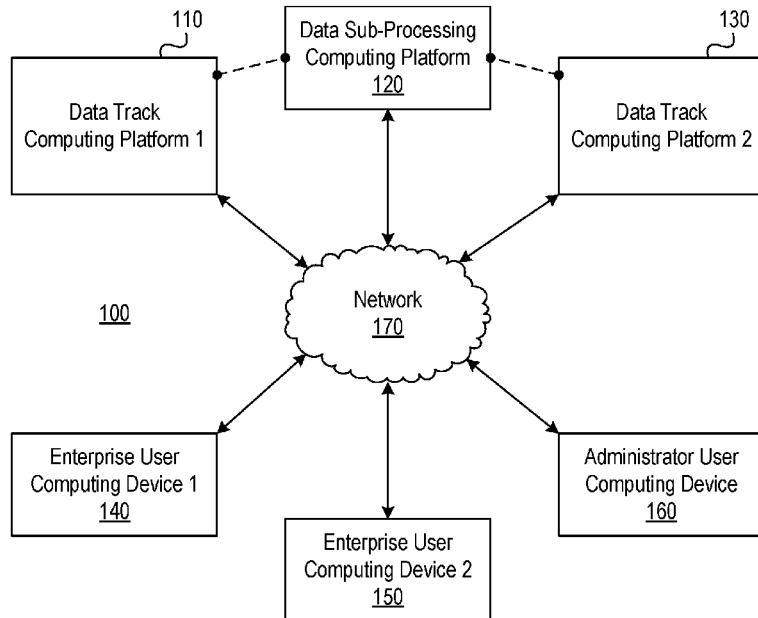 110
Data Sub-Processing
Computing Platform
120
130
Data Track
Computing Platform 1
Data Track
Computing Platform 2
100
Network
170
Enterprise User
Computing Device 1
140
Enterprise User
Computing Device 2
150
Administrator User
Computing Device
160